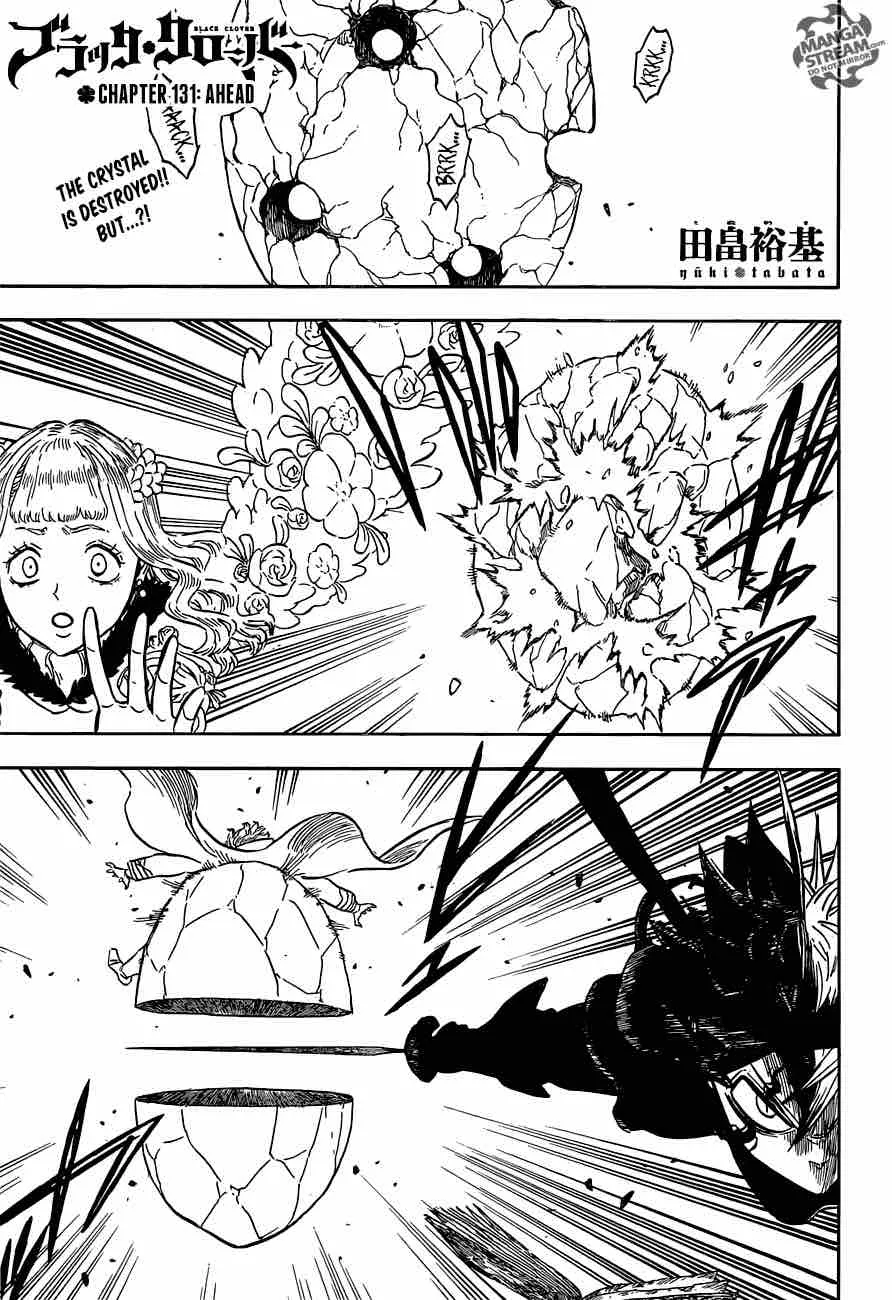 BLACK CLOVER
ブラック・クローバー
CHAPTER 131: AHEAD
MANGA
STREAM.com
DO NOT MIRROR
THE CRYSTAL
IS DESTROYED!!
BUT...?!
KRKK...
BRRK...
田畠裕基
yūki tabata